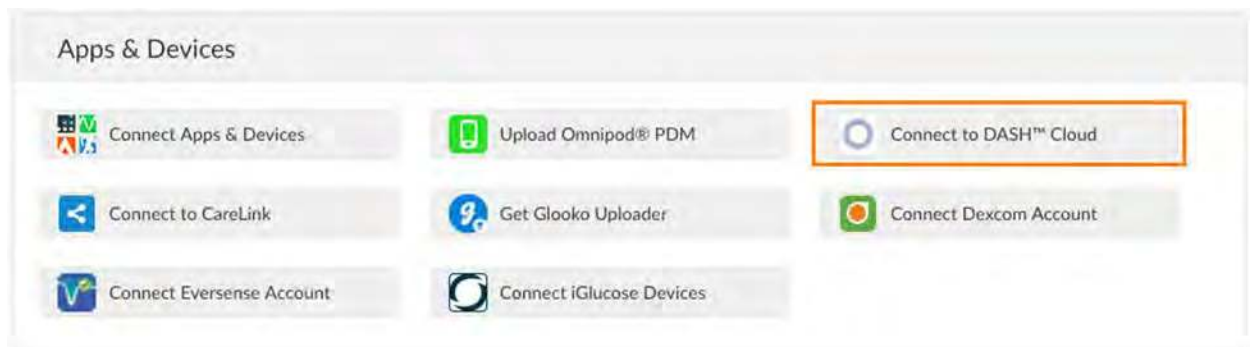 Apps & Devices
Connect Apps & Devices
Upload Omnipod® PDM
Connect to DASH™ Cloud
Connect to CareLink
Get Glooko Uploader
Connect Dexcom Account
Connect Eversense Account
Connect iGlucose Devices